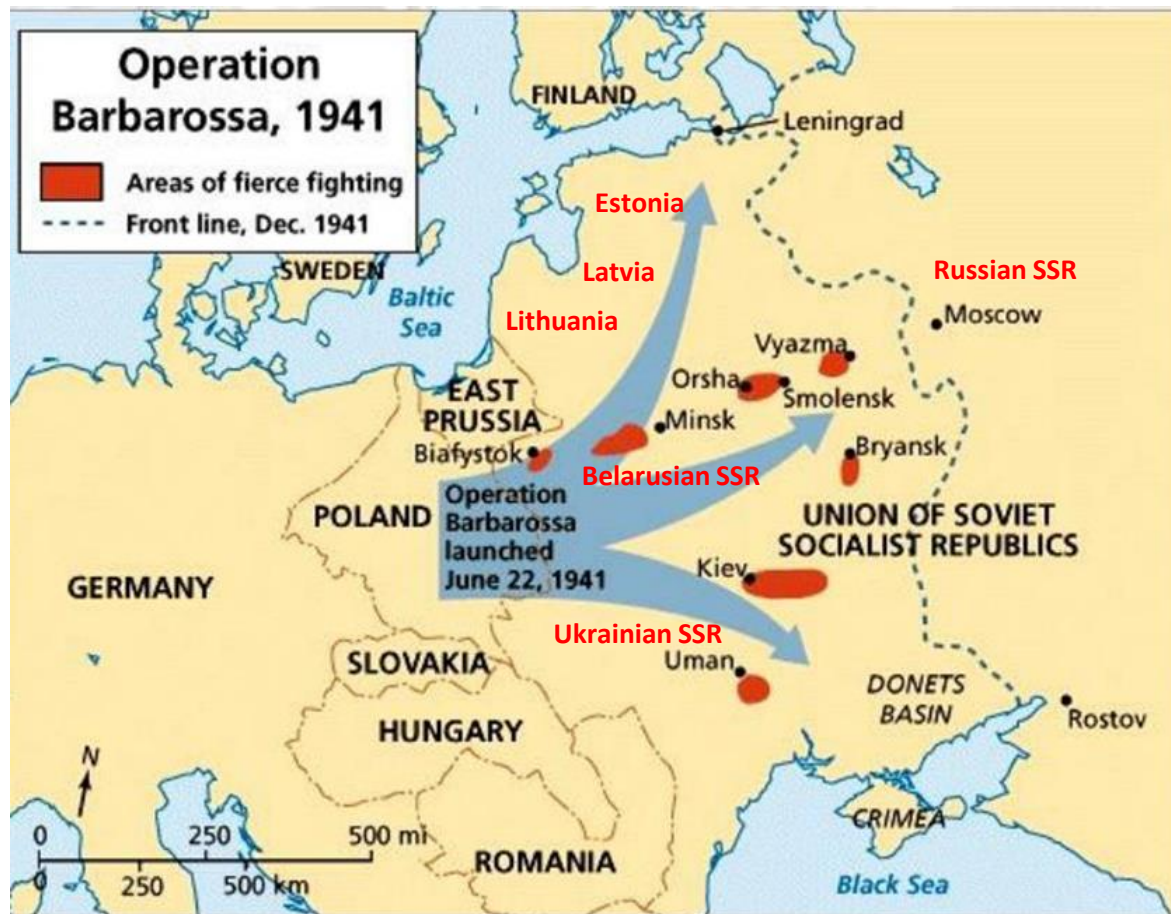 Operation
Barbarossa, 1941
Areas of fierce fighting
Front line, Dec. 1941
FINLAND
Leningrad
Estonia
SWEDEN
Latvia
Russian SSR
Baltic
Sea
Lithuania
Moscow
Vyazma
Orsha
Smolensk
EAST
PRUSSIA
Minsk
Białystok
Bryansk
Belarusian SSR
POLAND
Operation
Barbarossa
launched
June 22, 1941
UNION OF SOVIET
SOCIALIST REPUBLICS
Kiev
GERMANY
Ukrainian SSR
SLOVAKIA
Uman
DONETS
BASIN
Rostov
HUNGARY
N
CRIMEA
0 250 500 mi
0 250 500 km
ROMANIA
Black Sea